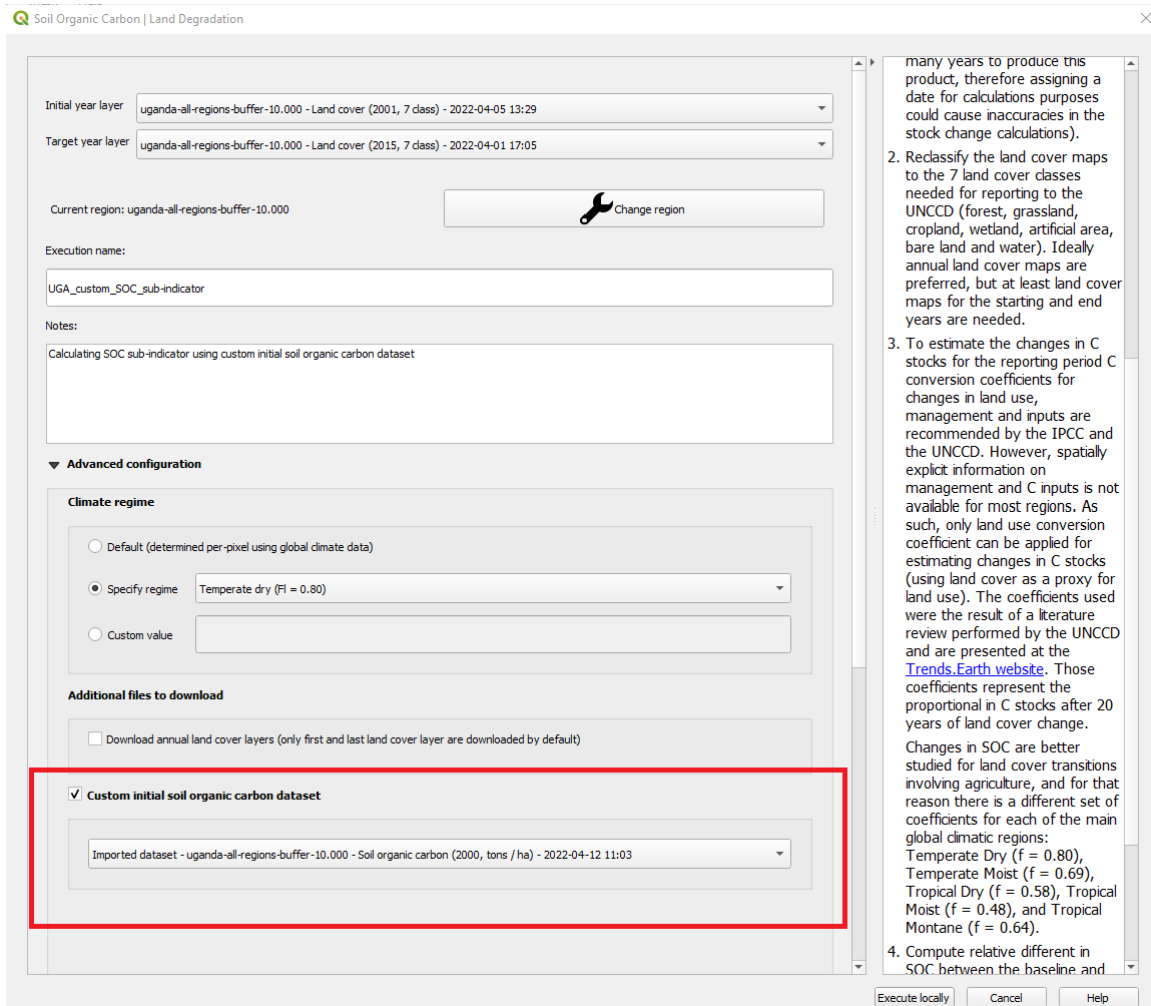 Soil Organic Carbon | Land Degradation
Initial year layer
uganda-all-regions-buffer-10.000 - Land cover (2001, 7 class) - 2022-04-05 13:29
Target year layer
uganda-all-regions-buffer-10.000 - Land cover (2015, 7 class) - 2022-04-01 17:05
Current region: uganda-all-regions-buffer-10.000
Change region
Execution name:
UGA_custom_SOC_sub-indicator
Notes:
Calculating SOC sub-indicator using custom initial soil organic carbon dataset
Advanced configuration
Climate regime
Default (determined per-pixel using global climate data)
Specify regime
Temperate dry (Fl = 0.80)
Custom value
Additional files to download
Download annual land cover layers (only first and last land cover layer are downloaded by default)
Custom initial soil organic carbon dataset
Imported dataset - uganda-all-regions-buffer-10.000 - Soil organic carbon (2000, tons / ha) - 2022-04-12 11:03
many years to produce this
product, therefore assigning a
date for calculations purposes
could cause inaccuracies in the
stock change calculations).
2. Reclassify the land cover maps
to the 7 land cover classes
needed for reporting to the
UNCCD (forest, grassland,
cropland, wetland, artificial area,
bare land and water). Ideally
annual land cover maps are
preferred, but at least land cover
maps for the starting and end
years are needed.
3. To estimate the changes in C
stocks for the reporting period C
conversion coefficients for
changes in land use,
management and inputs are
recommended by the IPCC and
the UNCCD. However, spatially
explicit information on
management and C inputs is not
available for most regions. As
such, only land use conversion
coefficient can be applied for
estimating changes in C stocks
(using land cover as a proxy for
land use). The coefficients used
were the result of a literature
review performed by the UNCCD
and are presented at the
Trends.Earth website. Those
coefficients represent the
proportional in C stocks after 20
years of land cover change.
Changes in SOC are better
studied for land cover transitions
involving agriculture, and for that
reason there is a different set of
coefficients for each of the main
global climatic regions:
Temperate Dry (f = 0.80),
Temperate Moist (f = 0.69),
Tropical Dry (f = 0.58), Tropical
Moist (f = 0.48), and Tropical
Montane (f = 0.64).
4. Compute relative different in
SOC between the baseline and
Execute locally
Cancel
Help